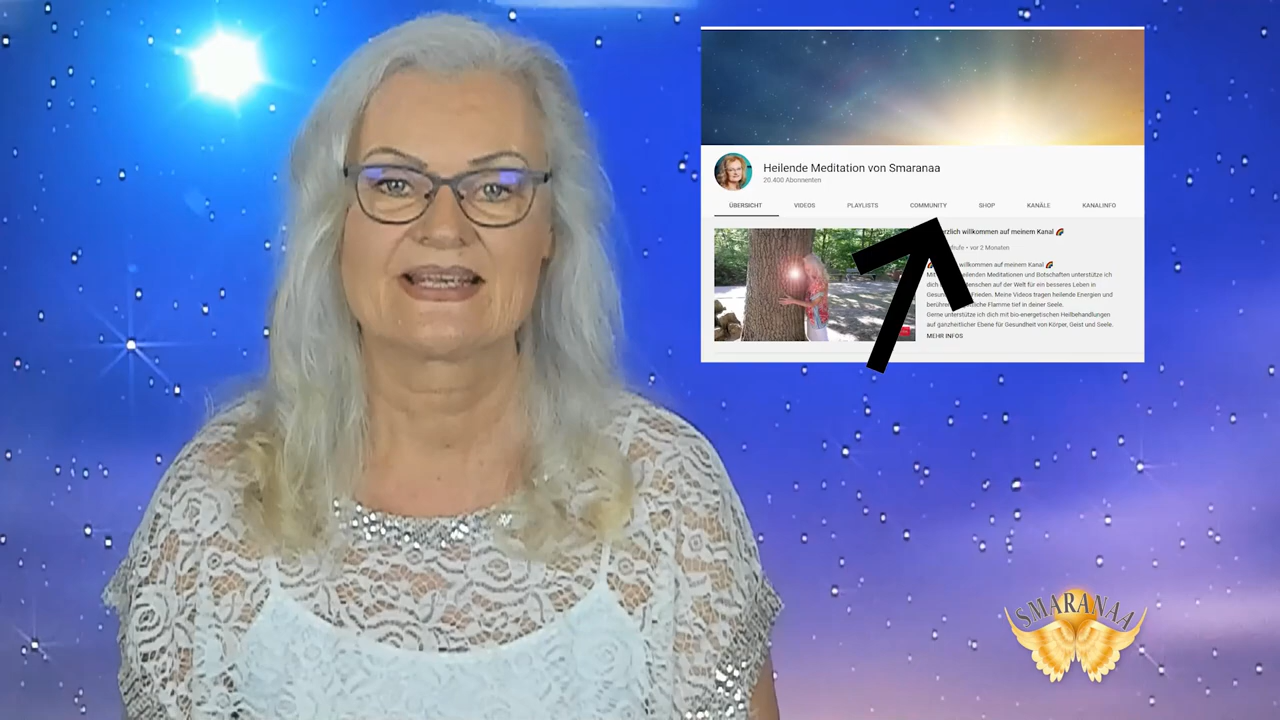 Heilende Meditation von Smaranaa
20.400 Abonnenten
ÜBERSICHT VIDEOS PLAYLISTS COMMUNITY SHOP KANÄLE KANALINFO
willkommen auf meinem Kanal
• vor 2 Monaten
willkommen auf meinem Kanal
Meditationen und Botschaften unterstütze ich
dich auf der Welt für ein besseres Leben in
Frieden. Meine Videos tragen heilende Energien und
Flamme tief in deiner Seele.
Gerne unterstütze ich dich mit bio-energetischen Heilbehandlungen
auf ganzheitlicher Ebene für Gesundheit von Körper, Geist und Seele.
MEHR INFOS
SMARANAA